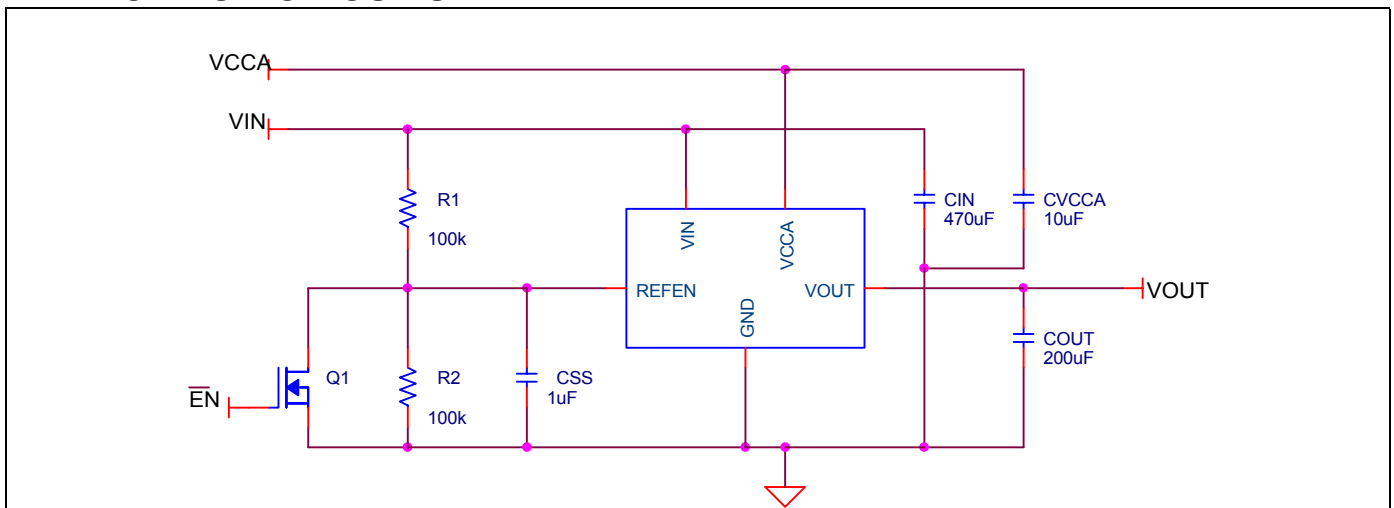 VCCA
VIN
R1
100k
VIN
VCCA
CIN
470uF
CVCCA
10uF
REFEN
VOUT
GND
VOUT
EN
Q1
R2
100k
CSS
1uF
COUT
200uF